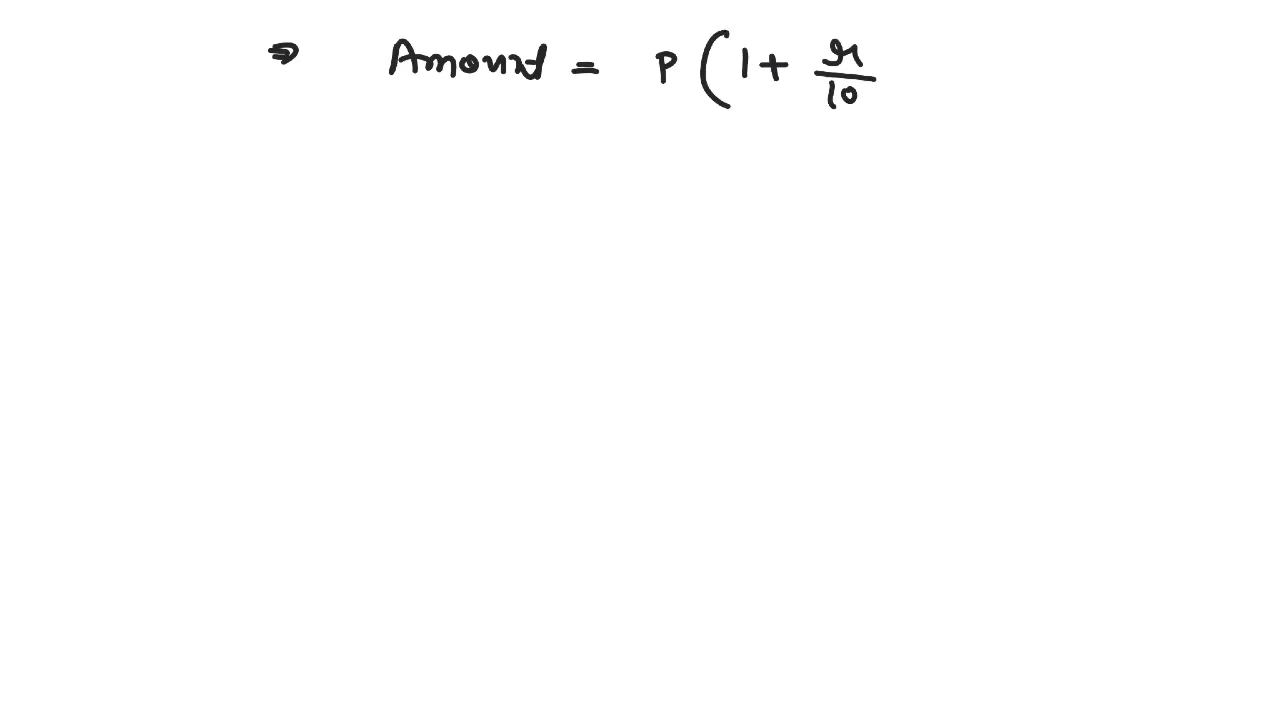 ⇒ Amount = P ( 1 + r/10